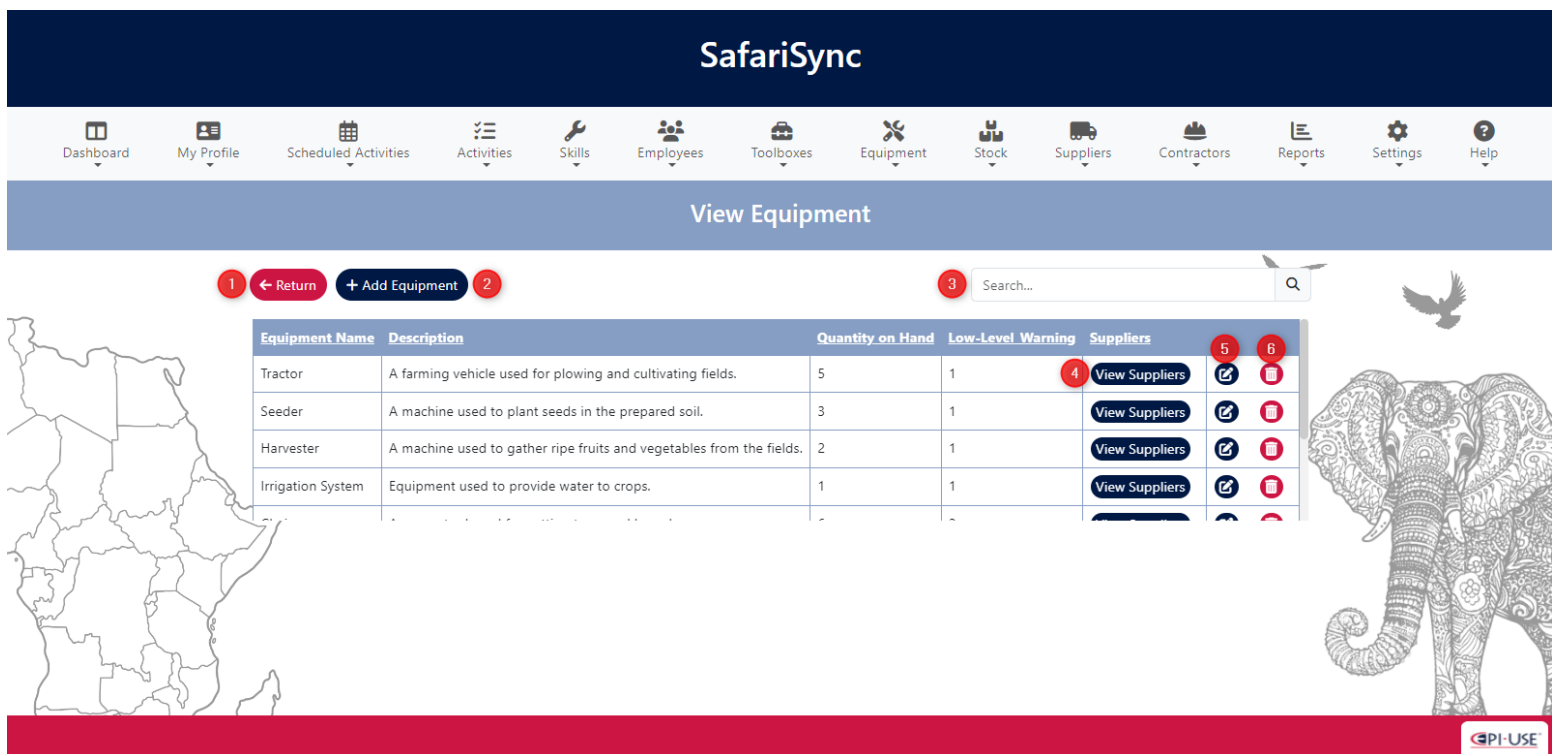 SafariSync
Dashboard My Profile Scheduled Activities Activities Skills Employees Toolboxes Equipment Stock Suppliers Contractors Reports Settings Help
View Equipment
1 Return + Add Equipment 2 3 Search...
Equipment Name Description Quantity on Hand Low-Level Warning Suppliers 5 6
Tractor A farming vehicle used for plowing and cultivating fields. 5 1 4 View Suppliers
Seeder A machine used to plant seeds in the prepared soil. 3 1 View Suppliers
Harvester A machine used to gather ripe fruits and vegetables from the fields. 2 1 View Suppliers
Irrigation System Equipment used to provide water to crops. 1 1 View Suppliers
EPI-USE